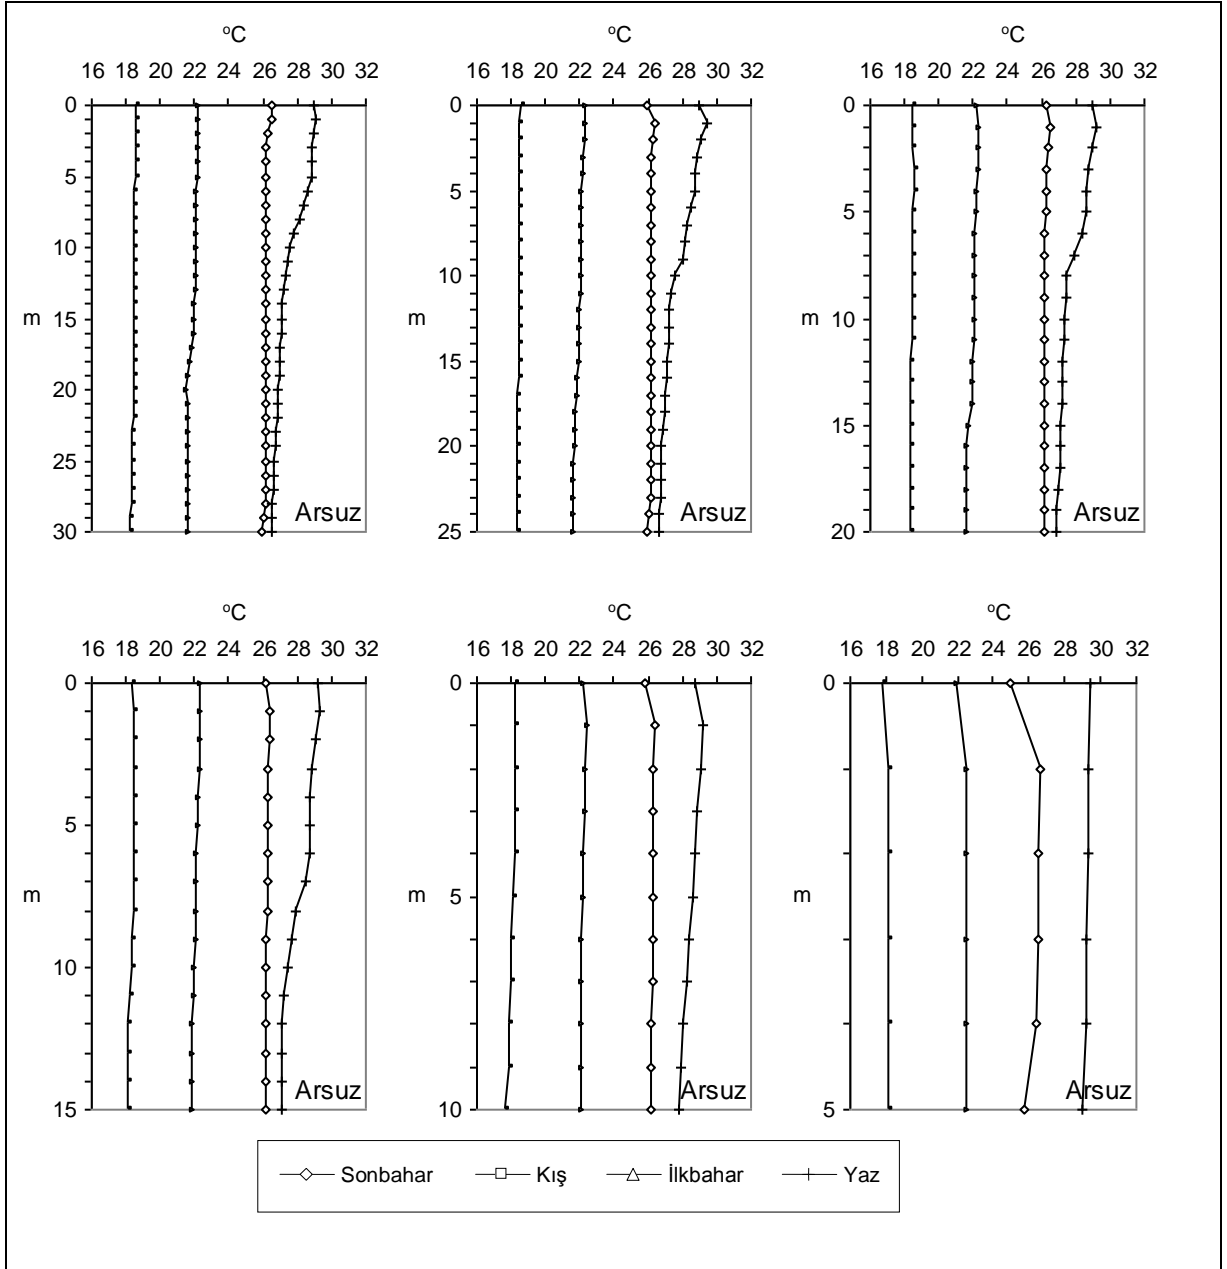 °C °C °C
16 18 20 22 24 26 28 30 32 16 18 20 22 24 26 28 30 32 16 18 20 22 24 26 28 30 32
0 0 0
5 5 5
10 10
m 15 m m 10
15
20 15
25 20
30 Arsuz 25 Arsuz 20 Arsuz
°C °C °C
16 18 20 22 24 26 28 30 32 16 18 20 22 24 26 28 30 32 16 18 20 22 24 26 28 30 32
0 0 0
5
m m 5 m
10
15 Arsuz 10 Arsuz 5 Arsuz
Sonbahar Kış İlkbahar Yaz